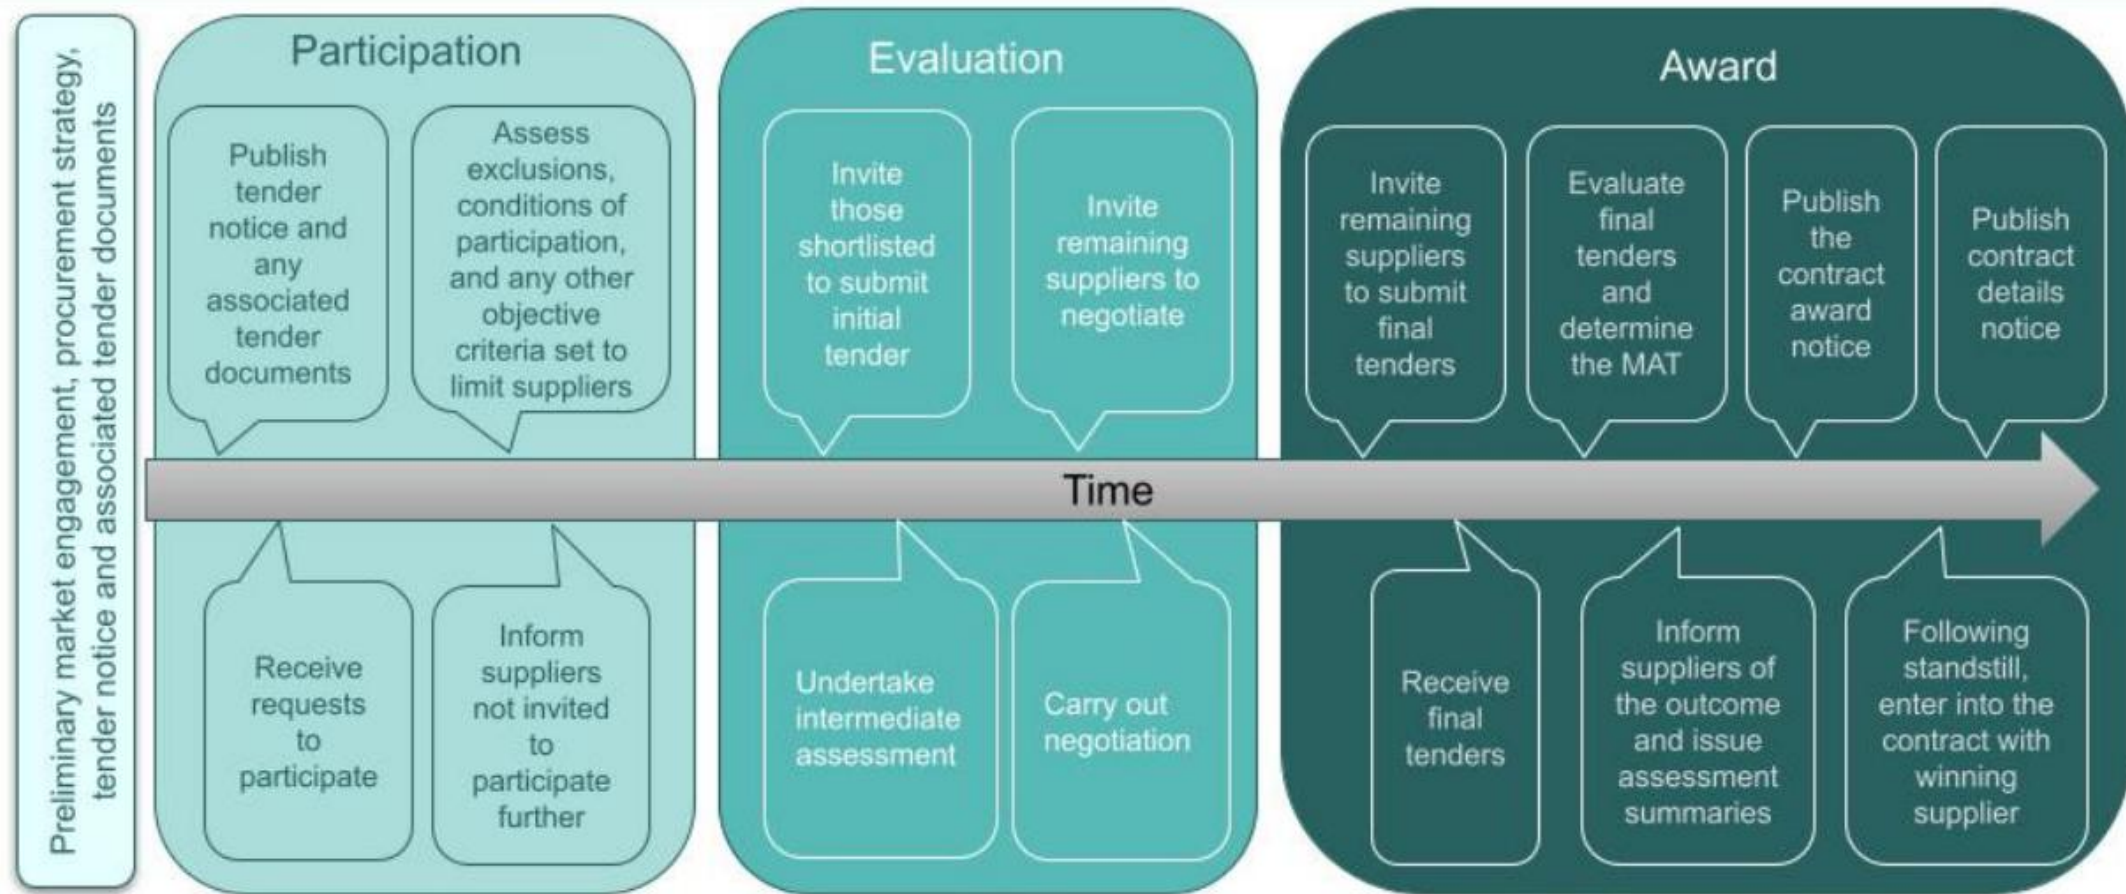 Preliminary market engagement, procurement strategy,
tender notice and associated tender documents
Participation
Publish
tender
notice and
any
associated
tender
documents
Assess
exclusions,
conditions of
participation,
and any other
objective
criteria set to
limit suppliers
Receive
requests
to
participate
Inform
suppliers
not invited
to
participate
further
Evaluation
Invite
those
shortlisted
to submit
initial
tender
Invite
remaining
suppliers to
negotiate
Time
Undertake
intermediate
assessment
Carry out
negotiation
Award
Invite
remaining
suppliers
to submit
final
tenders
Evaluate
final
tenders
and
determine
the MAT
Publish
the
contract
award
notice
Publish
contract
details
notice
Receive
final
tenders
Inform
suppliers of
the outcome
and issue
assessment
summaries
Following
standstill,
enter into the
contract with
winning
supplier